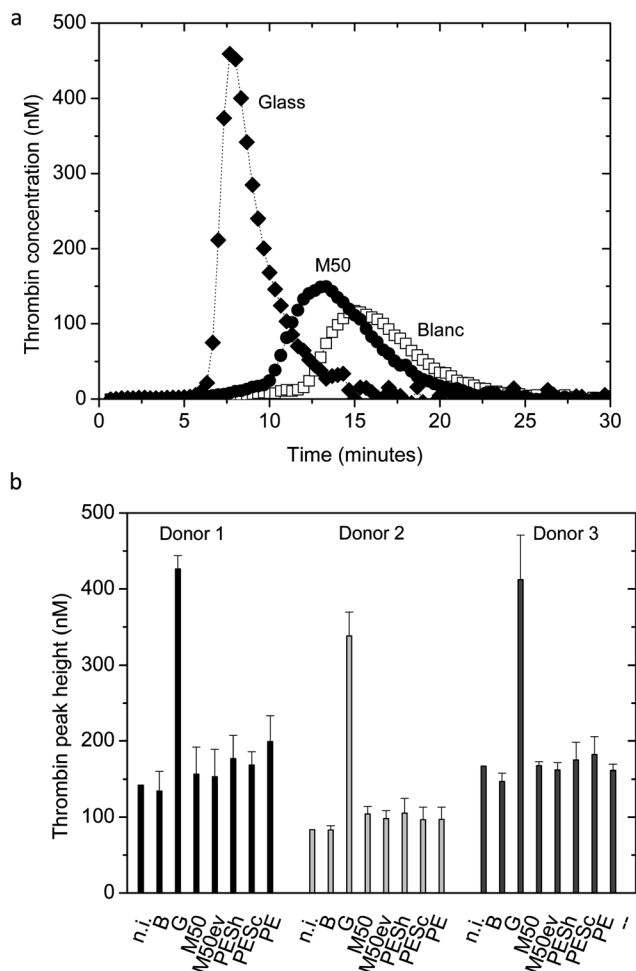 a
500
400
300
200
100
0
Thrombin concentration (nM)
Glass
M50
Blanc
0 5 10 15 20 25 30
Time (minutes)
b
500
400
300
200
100
0
Thrombin peak height (nM)
Donor 1 Donor 2 Donor 3
n.i. B G M50 M50ev PESh PESc PE n.i. B G M50 M50ev PESh PESc PE n.i. B G M50 M50ev PESh PESc PE --